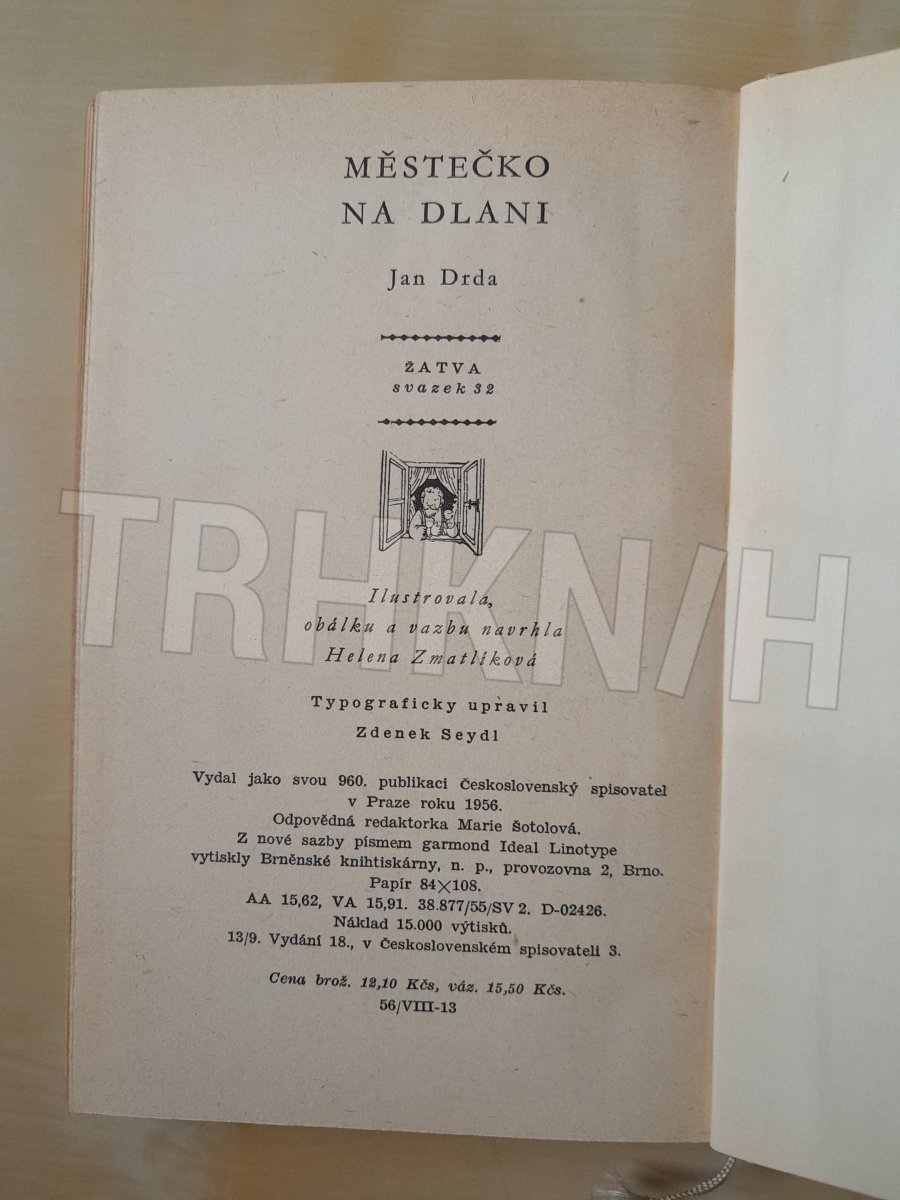 MĚSTEČKO
NA DLANI
Jan Drda
ŽATVA
svazek 32
Ilustrovala,
obálku a vazbu navrhla
Helena Zmatlíková
Typograficky upravil
Zdenek Seydl
Vydal jako svou 960. publikaci Československý spisovatel
v Praze roku 1956.
Odpovědná redaktorka Marie Šotolová.
Z nové sazby písmem garmond Ideal Linotype
vytiskly Brněnské knihtiskárny, n. p., provozovna 2, Brno.
Papír 84×108.
AA 15,62, VA 15,91. 38.877/55/SV 2. D-02426.
Náklad 15.000 výtisků.
13/9. Vydání 18., v Československém spisovateli 3.
Cena brož. 12,10 Kčs, váz. 15,50 Kčs.
56/VIII-13
TRHKN/H